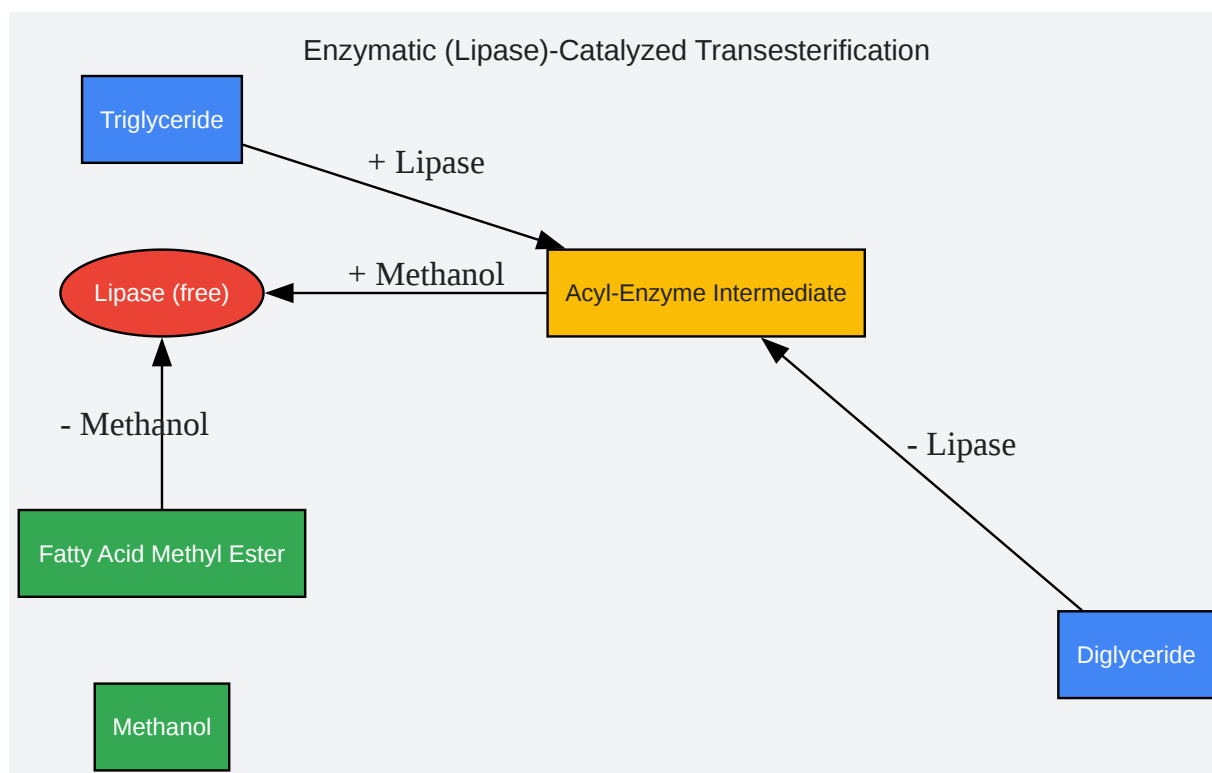 Enzymatic (Lipase)-Catalyzed Transesterification
Triglyceride
+ Lipase
+ Methanol
Lipase (free)
Acyl-Enzyme Intermediate
- Methanol
- Lipase
Fatty Acid Methyl Ester
Diglyceride
Methanol